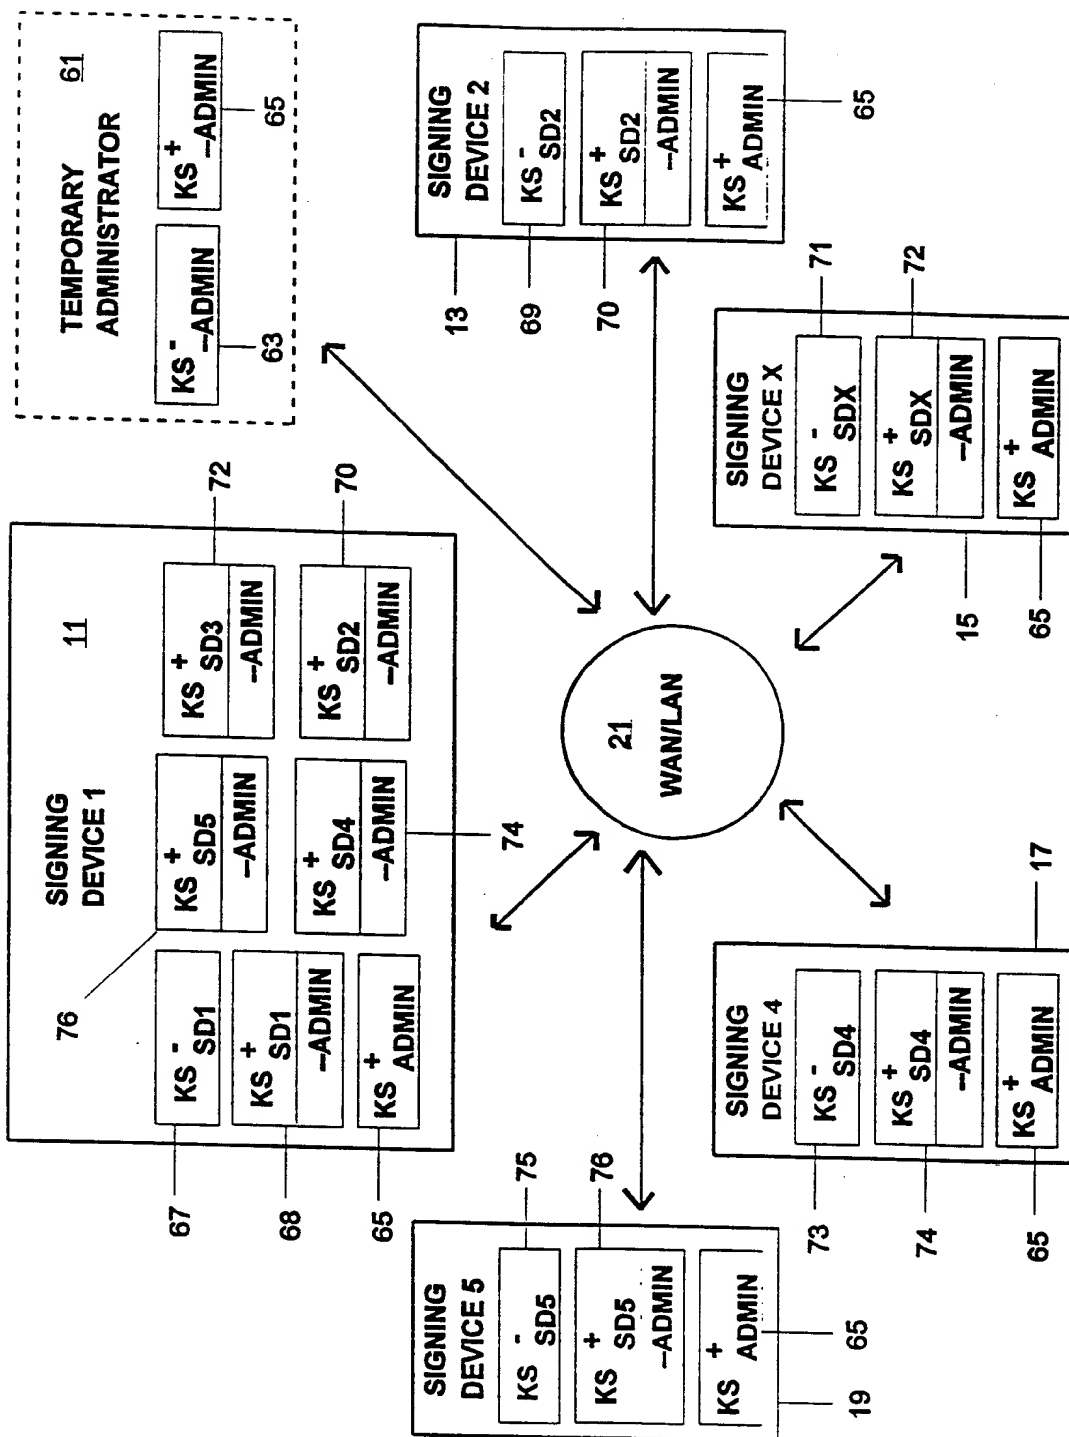 TEMPORARY
ADMINISTRATOR
61
KS⁻–ADMIN
KS⁺–ADMIN
63
65
SIGNING
DEVICE 1
11
KS⁻SD1
KS⁺SD1
–ADMIN
KS⁺ADMIN
KS⁺SD5
–ADMIN
KS⁺SD4
–ADMIN
KS⁺SD3
–ADMIN
KS⁺SD2
–ADMIN
67
68
65
76
74
72
70
SIGNING
DEVICE 2
KS⁻SD2
KS⁺SD2
–ADMIN
KS⁺ADMIN
13
69
70
65
21
WAN/LAN
SIGNING
DEVICE 5
KS⁻SD5
KS⁺SD5
–ADMIN
KS⁺ADMIN
75
76
65
19
SIGNING
DEVICE 4
KS⁻SD4
KS⁺SD4
–ADMIN
KS⁺ADMIN
17
73
74
65
SIGNING
DEVICE X
KS⁻SDX
KS⁺SDX
–ADMIN
KS⁺ADMIN
71
72
15
65